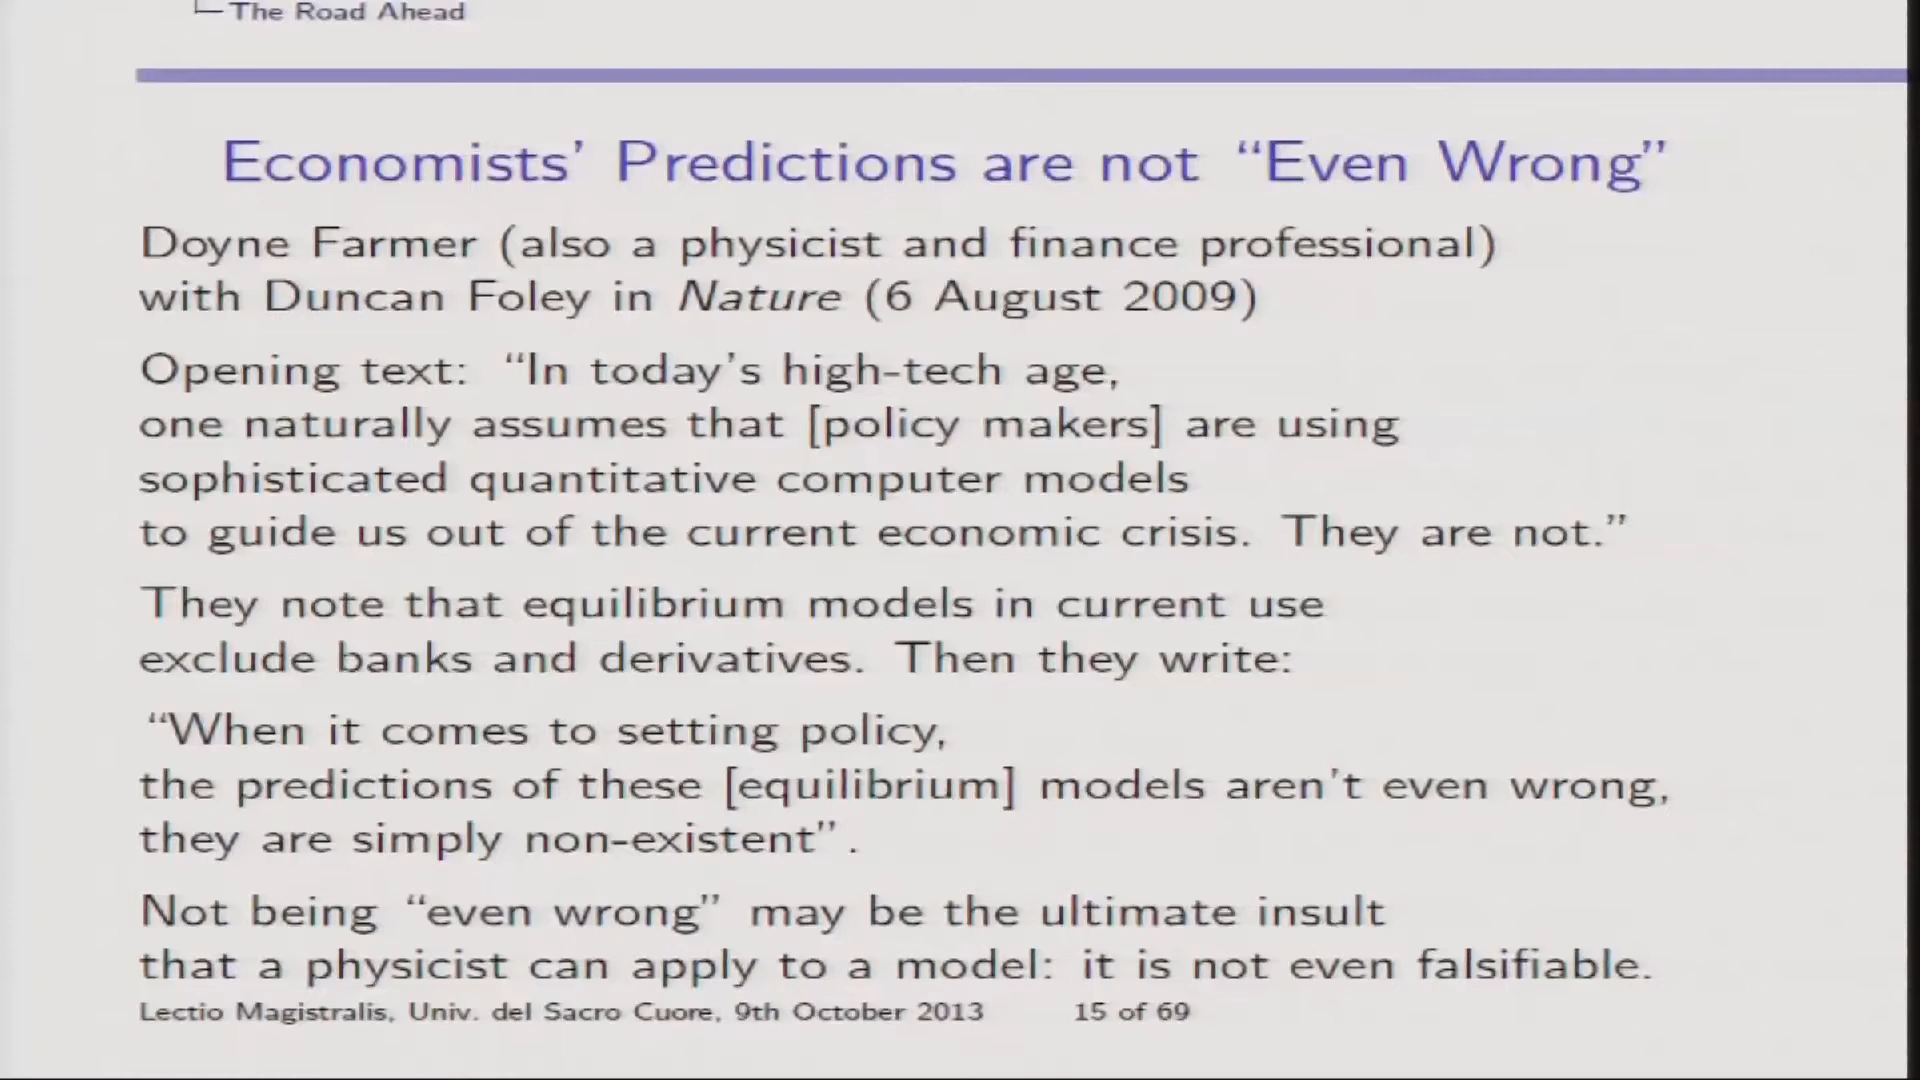 The Road Ahead
Economists’ Predictions are not “Even Wrong”
Doyne Farmer (also a physicist and finance professional)
with Duncan Foley in Nature (6 August 2009)
Opening text: “In today’s high-tech age,
one naturally assumes that [policy makers] are using
sophisticated quantitative computer models
to guide us out of the current economic crisis. They are not.”
They note that equilibrium models in current use
exclude banks and derivatives. Then they write:
“When it comes to setting policy,
the predictions of these [equilibrium] models aren’t even wrong,
they are simply non-existent”.
Not being “even wrong” may be the ultimate insult
that a physicist can apply to a model: it is not even falsifiable.
Lectio Magistralis, Univ. del Sacro Cuore, 9th October 2013 15 of 69